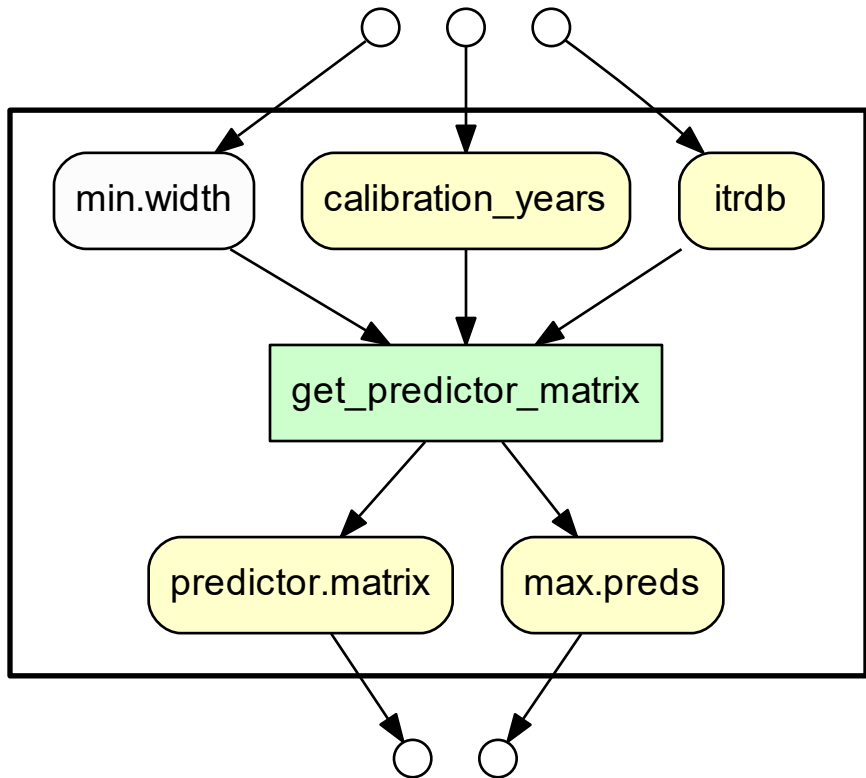 min.width
calibration_years
itrdb
get_predictor_matrix
predictor.matrix
max.preds